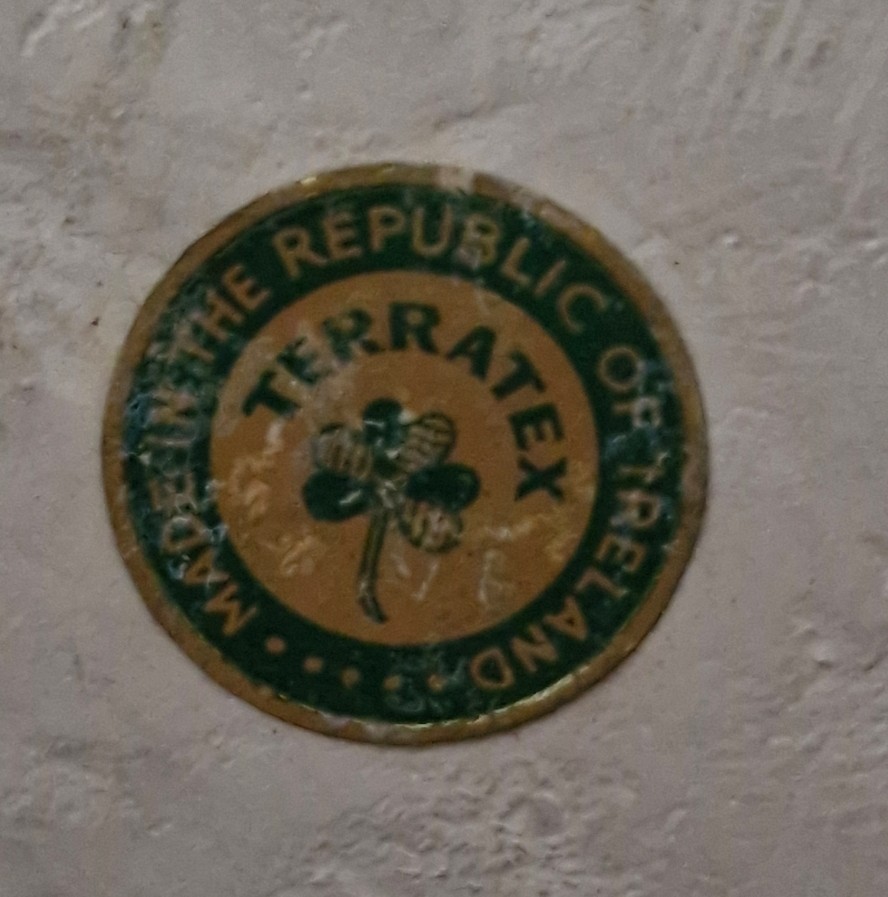 MADE IN THE REPUBLIC OF IRELAND
TERRATEX